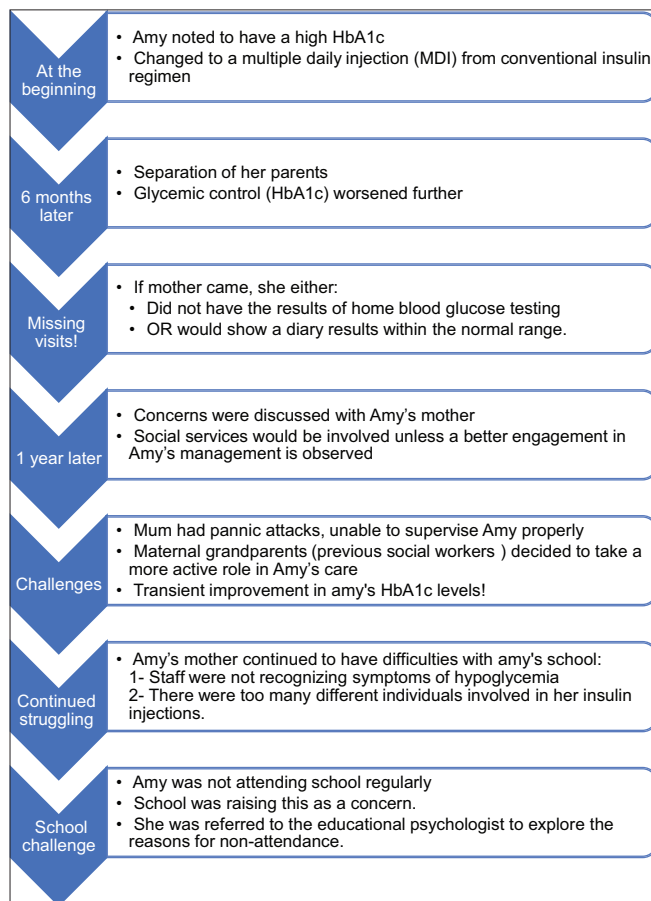 At the
beginning
• Amy noted to have a high HbA1c
• Changed to a multiple daily injection (MDI) from conventional insulin
regimen
6 months
later
• Separation of her parents
• Glycemic control (HbA1c) worsened further
Missing
visits!
• If mother came, she either:
• Did not have the results of home blood glucose testing
• OR would show a diary results within the normal range.
1 year later
• Concerns were discussed with Amy's mother
• Social services would be involved unless a better engagement in
Amy's management is observed
Challenges
• Mum had pannic attacks, unable to supervise Amy properly
• Maternal grandparents (previous social workers ) decided to take a
more active role in Amy's care
• Transient improvement in amy's HbA1c levels!
Continued
struggling
• Amy's mother continued to have difficulties with amy's school:
1- Staff were not recognizing symptoms of hypoglycemia
2- There were too many different individuals involved in her insulin
injections.
School
challenge
• Amy was not attending school regularly
• School was raising this as a concern.
• She was referred to the educational psychologist to explore the
reasons for non-attendance.